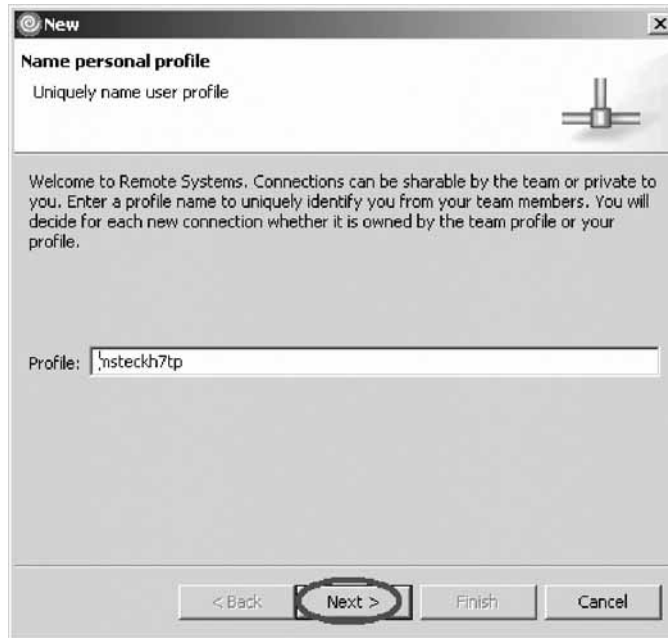 New
Name personal profile
Uniquely name user profile
Welcome to Remote Systems. Connections can be sharable by the team or private to
you. Enter a profile name to uniquely identify you from your team members. You will
decide for each new connection whether it is owned by the team profile or your
profile.
Profile:
< Back Next > Finish Cancel